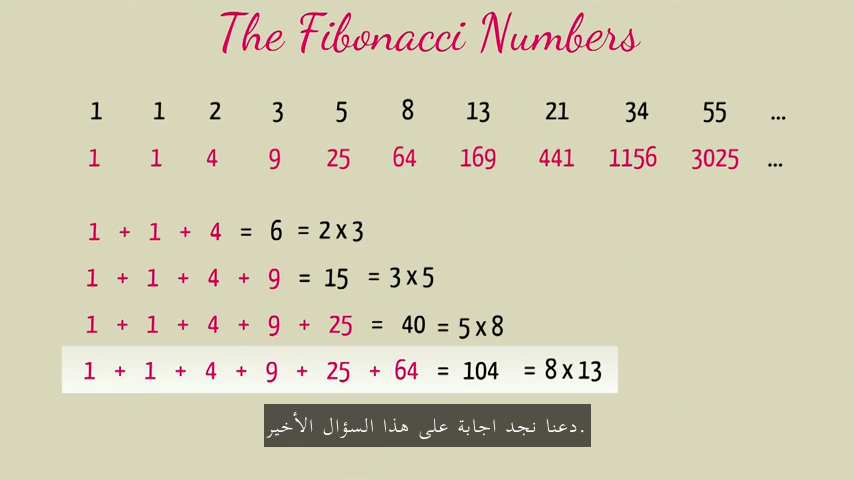 The Fibonacci Numbers
1 1 2 3 5 8 13 21 34 55 ...
1 1 4 9 25 64 169 441 1156 3025 ...
1 + 1 + 4 = 6 = 2 x 3
1 + 1 + 4 + 9 = 15 = 3 x 5
1 + 1 + 4 + 9 + 25 = 40 = 5 x 8
1 + 1 + 4 + 9 + 25 + 64 = 104 = 8 x 13
دعنا نجد اجابة على هذا السؤال الأخير.